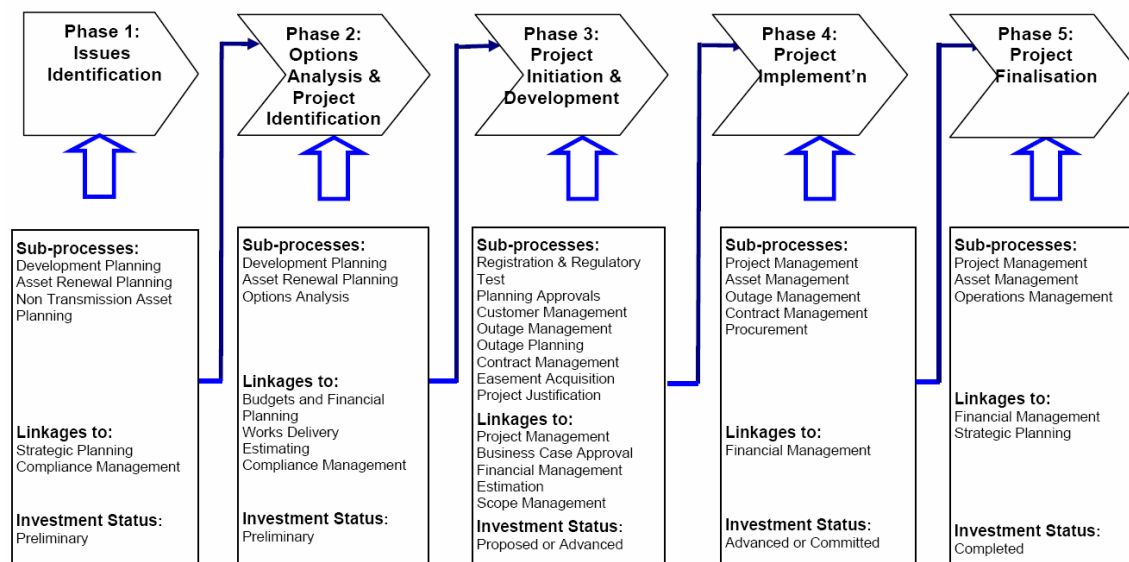 Phase 1:
Issues
Identification
Phase 2:
Options
Analysis &
Project
Identification
Phase 3:
Project
Initiation &
Development
Phase 4:
Project
Implement'n
Phase 5:
Project
Finalisation
Sub-processes:
Development Planning
Asset Renewal Planning
Non Transmission Asset
Planning
Linkages to:
Strategic Planning
Compliance Management
Investment Status:
Preliminary
Sub-processes:
Development Planning
Asset Renewal Planning
Options Analysis
Linkages to:
Budgets and Financial
Planning
Works Delivery
Estimating
Compliance Management
Investment Status:
Preliminary
Sub-processes:
Registration & Regulatory
Test
Planning Approvals
Customer Management
Outage Management
Outage Planning
Contract Management
Easement Acquisition
Project Justification
Linkages to:
Project Management
Business Case Approval
Financial Management
Estimation
Scope Management
Investment Status:
Proposed or Advanced
Sub-processes:
Project Management
Asset Management
Outage Management
Contract Management
Procurement
Linkages to:
Financial Management
Investment Status:
Advanced or Committed
Sub-processes:
Project Management
Asset Management
Operations Management
Linkages to:
Financial Management
Strategic Planning
Investment Status:
Completed